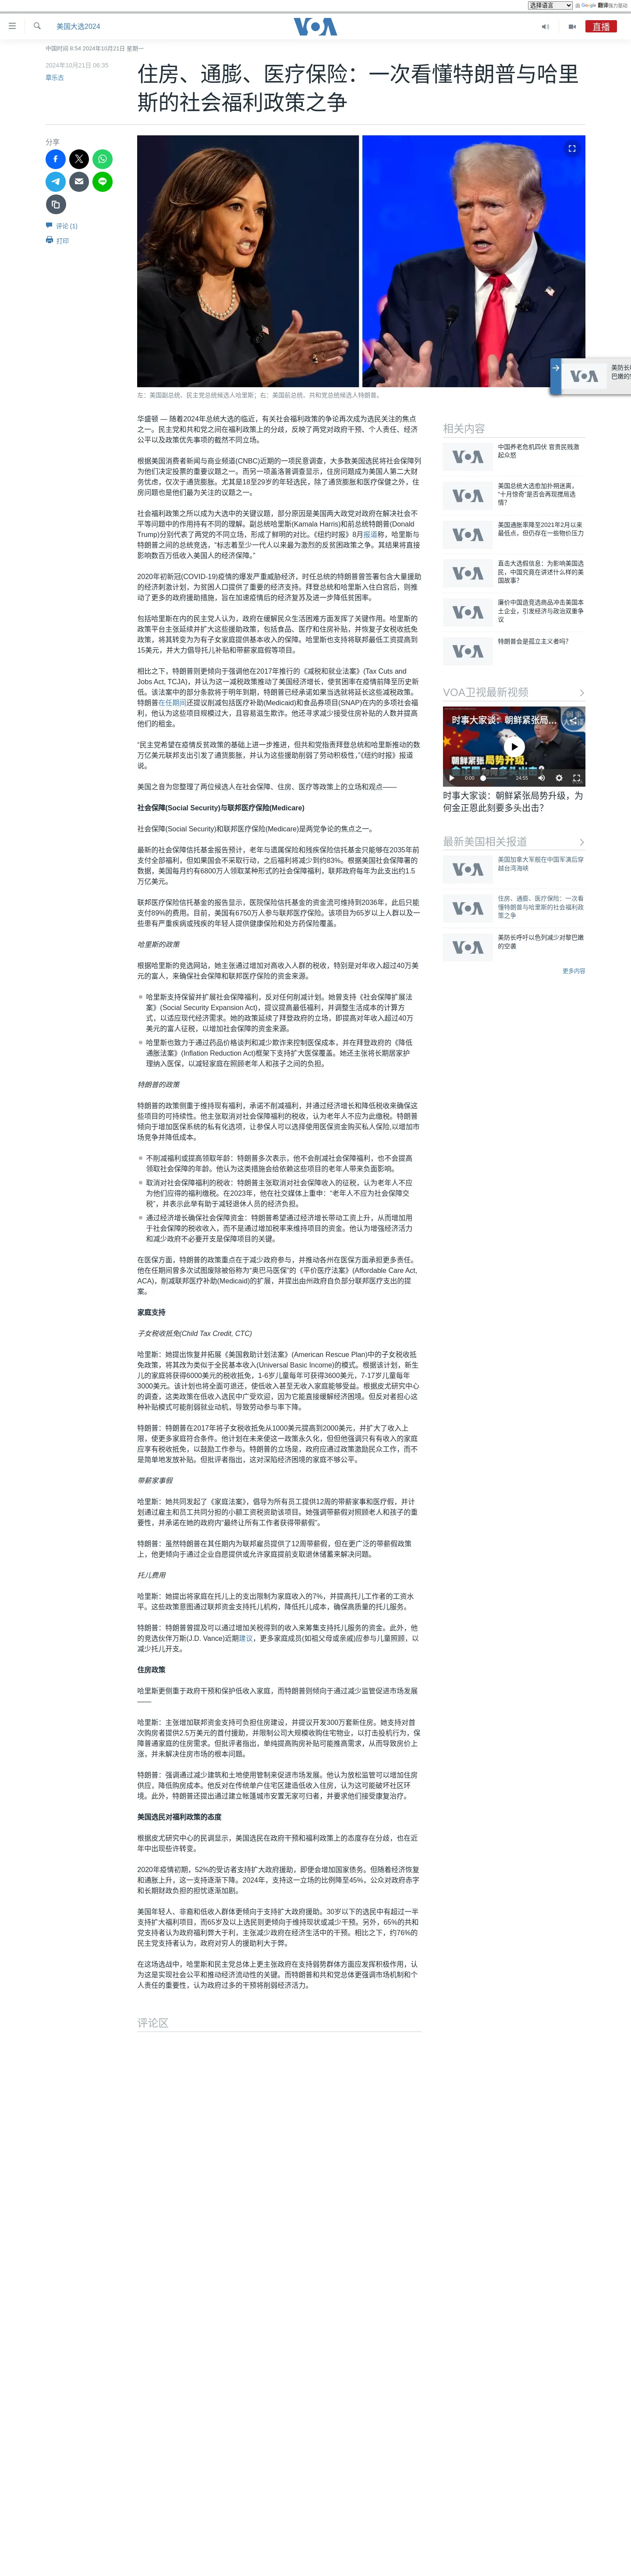 选择语言 由 Google 翻译强力驱动
美国大选2024
VOA
直播
中国时间 8:54 2024年10月21日 星期一
2024年10月21日 06:35
章乐古
住房、通膨、医疗保险：一次看懂特朗普与哈里
斯的社会福利政策之争
分享
评论 (1)
打印
左：美国副总统、民主党总统候选人哈里斯；右：美国前总统、共和党总统候选人特朗普。
华盛顿 — 随着2024年总统大选的临近，有关社会福利政策的争论再次成为选民关注的焦点
之一。民主党和共和党之间在福利政策上的分歧，反映了两党对政府干预、个人责任、经济
公平以及政策优先事项的截然不同立场。
根据美国消费者新闻与商业频道(CNBC)近期的一项民意调查，大多数美国选民将社会保障列
为他们决定投票的重要议题之一。而另一项盖洛普调查显示，住房问题成为美国人第二大财
务忧虑，仅次于通货膨胀。尤其是18至29岁的年轻选民，除了通货膨胀和医疗保健之外，住
房问题也是他们最为关注的议题之一。
社会福利政策之所以成为大选中的关键议题，部分原因是美国两大政党对政府在解决社会不
平等问题中的作用持有不同的理解。副总统哈里斯(Kamala Harris)和前总统特朗普(Donald
Trump)分别代表了两党的不同立场，形成了鲜明的对比。《纽约时报》8月报道称，哈里斯与
特朗普之间的总统竞选，“标志着至少一代人以来最为激烈的反贫困政策之争。其结果将直接
影响数百万低收入美国人的经济保障。”
2020年初新冠(COVID-19)疫情的爆发严重威胁经济，时任总统的特朗普曾签署包含大量援助
的经济刺激计划，为贫困人口提供了重要的经济支持。拜登总统和哈里斯入住白宫后，则推
动了更多的政府援助措施，旨在加速疫情后的经济复苏及进一步降低贫困率。
包括哈里斯在内的民主党人认为，政府在缓解民众生活困难方面发挥了关键作用。哈里斯的
政策平台主张延续并扩大这些援助政策，包括食品、医疗和住房补贴，并恢复子女税收抵免
政策，将其转变为为有子女家庭提供基本收入的保障。哈里斯也支持将联邦最低工资提高到
15美元，并大力倡导托儿补贴和带薪家庭假等项目。
相比之下，特朗普则更倾向于强调他在2017年推行的《减税和就业法案》(Tax Cuts and
Jobs Act, TCJA)，并认为这一减税政策推动了美国经济增长，使贫困率在疫情前降至历史新
低。该法案中的部分条款将于明年到期，特朗普已经承诺如果当选就将延长这些减税政策。
特朗普在任期间还提议削减包括医疗补助(Medicaid)和食品券项目(SNAP)在内的多项社会福
利，他认为这些项目规模过大，且容易滋生欺诈。他还寻求减少接受住房补贴的人数并提高
他们的租金。
“民主党希望在疫情反贫政策的基础上进一步推进，但共和党指责拜登总统和哈里斯推动的数
万亿美元联邦支出引发了通货膨胀，并认为这些援助削弱了劳动积极性，”《纽约时报》报道
说。
美国之音为您整理了两位候选人在社会保障、住房、医疗等政策上的立场和观点——
社会保障(Social Security)与联邦医疗保险(Medicare)
社会保障(Social Security)和联邦医疗保险(Medicare)是两党争论的焦点之一。
最新的社会保障信托基金报告预计，老年与遗属保险和残疾保险信托基金只能够在2035年前
支付全部福利，但如果国会不采取行动，之后福利将减少到约83%。根据美国社会保障署的
数据，美国每月约有6800万人领取某种形式的社会保障福利，联邦政府每年为此支出约1.5
万亿美元。
联邦医疗保险信托基金的报告显示，医院保险信托基金的资金流可维持到2036年，此后只能
支付89%的费用。目前，美国有6750万人参与联邦医疗保险。该项目为65岁以上人群以及一
些患有严重疾病或残疾的年轻人提供健康保险和处方药保险覆盖。
哈里斯的政策
根据哈里斯的竞选网站，她主张通过增加对高收入人群的税收，特别是对年收入超过40万美
元的富人，来确保社会保障和联邦医疗保险的资金来源。
哈里斯支持保留并扩展社会保障福利，反对任何削减计划。她曾支持《社会保障扩展法
案》(Social Security Expansion Act)，提议提高最低福利，并调整生活成本的计算方
式，以适应现代经济需求。她的政策延续了拜登政府的立场，即提高对年收入超过40万
美元的富人征税，以增加社会保障的资金来源。
哈里斯也致力于通过药品价格谈判和减少欺诈来控制医保成本，并在拜登政府的《降低
通胀法案》(Inflation Reduction Act)框架下支持扩大医保覆盖。她还主张将长期居家护
理纳入医保，以减轻家庭在照顾老年人和孩子之间的负担。
特朗普的政策
特朗普的政策侧重于维持现有福利，承诺不削减福利，并通过经济增长和降低税收来确保这
些项目的可持续性。他主张取消对社会保障福利的税收，认为老年人不应为此缴税。特朗普
倾向于增加医保系统的私有化选项，让参保人可以选择使用医保资金购买私人保险,以增加市
场竞争并降低成本。
不削减福利或提高领取年龄：特朗普多次表示，他不会削减社会保障福利，也不会提高
领取社会保障的年龄。他认为这类措施会给依赖这些项目的老年人带来负面影响。
取消对社会保障福利的税收：特朗普主张取消对社会保障收入的征税，认为老年人不应
为他们应得的福利缴税。在2023年，他在社交媒体上重申：“老年人不应为社会保障交
税”，并表示此举有助于减轻退休人员的经济负担。
通过经济增长确保社会保障资金：特朗普希望通过经济增长带动工资上升，从而增加用
于社会保障的税收收入，而不是通过增加税率来维持项目的资金。他认为增强经济活力
和减少政府不必要开支是保障项目的关键。
在医保方面，特朗普的政策重点在于减少政府参与，并推动各州在医保方面承担更多责任。
他在任期间曾多次试图废除被俗称为“奥巴马医保”的《平价医疗法案》(Affordable Care Act,
ACA)，削减联邦医疗补助(Medicaid)的扩展，并提出由州政府自负部分联邦医疗支出的提
案。
家庭支持
子女税收抵免(Child Tax Credit, CTC)
哈里斯：她提出恢复并拓展《美国救助计划法案》(American Rescue Plan)中的子女税收抵
免政策，将其改为类似于全民基本收入(Universal Basic Income)的模式。根据该计划，新生
儿的家庭将获得6000美元的税收抵免，1-6岁儿童每年可获得3600美元，7-17岁儿童每年
3000美元。该计划也将全面可退还，使低收入甚至无收入家庭能够受益。根据皮尤研究中心
的调查，这类政策在低收入选民中广受欢迎，因为它能直接缓解经济困境。但反对者担心这
种补贴模式可能削弱就业动机，导致劳动参与率下降。
特朗普：特朗普在2017年将子女税收抵免从1000美元提高到2000美元，并扩大了收入上
限，使更多家庭符合条件。他计划在未来使这一政策永久化，但但他强调只有有收入的家庭
应享有税收抵免，以鼓励工作参与。特朗普的立场是，政府应通过政策激励民众工作，而不
是简单地发放补贴。但批评者指出，这对深陷经济困境的家庭不够公平。
带薪家事假
哈里斯：她共同发起了《家庭法案》，倡导为所有员工提供12周的带薪家事和医疗假，并计
划通过雇主和员工共同分担的小额工资税资助该项目。她强调带薪假对照顾老人和孩子的重
要性，并承诺在她的政府内“最终让所有工作者获得带薪假”。
特朗普：虽然特朗普在其任期内为联邦雇员提供了12周带薪假，但在更广泛的带薪假政策
上，他更倾向于通过企业自愿提供或允许家庭提前支取退休储蓄来解决问题。
托儿费用
哈里斯：她提出将家庭在托儿上的支出限制为家庭收入的7%，并提高托儿工作者的工资水
平。这些政策意图通过联邦资金支持托儿机构，降低托儿成本，确保高质量的托儿服务。
特朗普：特朗普曾提及可以通过增加关税得到的收入来筹集支持托儿服务的资金。此外，他
的竞选伙伴万斯(J.D. Vance)近期建议，更多家庭成员(如祖父母或亲戚)应参与儿童照顾，以
减少托儿开支。
住房政策
哈里斯更侧重于政府干预和保护低收入家庭，而特朗普则倾向于通过减少监管促进市场发展
——
哈里斯：主张增加联邦资金支持可负担住房建设，并提议开发300万套新住房。她支持对首
次购房者提供2.5万美元的首付援助，并限制公司大规模收购住宅物业，以打击投机行为，保
障普通家庭的住房需求。但批评者指出，单纯提高购房补贴可能推高需求，从而导致房价上
涨，并未解决住房市场的根本问题。
特朗普：强调通过减少建筑和土地使用管制来促进市场发展。他认为放松监管可以增加住房
供应，降低购房成本。他反对在传统单户住宅区建造低收入住房，认为这可能破坏社区环
境。此外，特朗普还提出通过建立帐篷城市安置无家可归者，并要求他们接受康复治疗。
美国选民对福利政策的态度
根据皮尤研究中心的民调显示，美国选民在政府干预和福利政策上的态度存在分歧，也在近
年中出现些许转变。
2020年疫情初期，52%的受访者支持扩大政府援助，即便会增加国家债务。但随着经济恢复
和通胀上升，这一支持逐渐下降。2024年，支持这一立场的比例降至45%，公众对政府赤字
和长期财政负担的担忧逐渐加剧。
美国年轻人、非裔和低收入群体更倾向于支持扩大政府援助。30岁以下的选民中有超过一半
支持扩大福利项目，而65岁及以上选民则更倾向于维持现状或减少干预。另外，65%的共和
党支持者认为政府福利弊大于利，主张减少政府在经济生活中的干预。相比之下，约76%的
民主党支持者认为，政府对穷人的援助利大于弊。
在这场选战中，哈里斯和民主党总体上更主张政府在支持弱势群体方面应发挥积极作用，认
为这是实现社会公平和推动经济流动性的关键。而特朗普和共和党总体更强调市场机制和个
人责任的重要性，认为政府过多的干预将削弱经济活力。
评论区
美防长呼
巴嫩的空
相关内容
中国养老危机四伏 官贵民贱激
起众怒
美国总统大选愈加扑朔迷离，
“十月惊奇”是否会再现搅局选
情？
美国通胀率降至2021年2月以来
最低点，但仍存在一些物价压力
直击大选假信息：为影响美国选
民，中国究竟在讲述什么样的美
国故事？
廉价中国造竞选商品冲击美国本
土企业，引发经济与政治双重争
议
特朗普会是孤立主义者吗？
VOA卫视最新视频
时事大家谈：朝鲜紧张局...
朝鲜紧张局势升级，
金正恩为何多头出击？
0:00 14:55
时事大家谈：朝鲜紧张局势升级，为
何金正恩此刻要多头出击？
最新美国相关报道
美国加拿大军舰在中国军演后穿
越台湾海峡
住房、通膨、医疗保险：一次看
懂特朗普与哈里斯的社会福利政
策之争
美防长呼吁以色列减少对黎巴嫩
的空袭
更多内容